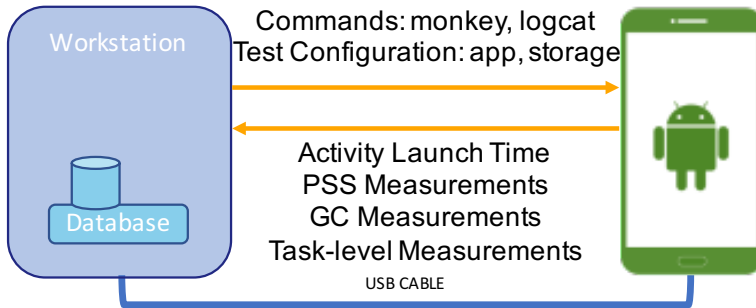 Workstation
Commands: monkey, logcat
Test Configuration: app, storage
Activity Launch Time
PSS Measurements
GC Measurements
Task-level Measurements
Database
USB CABLE